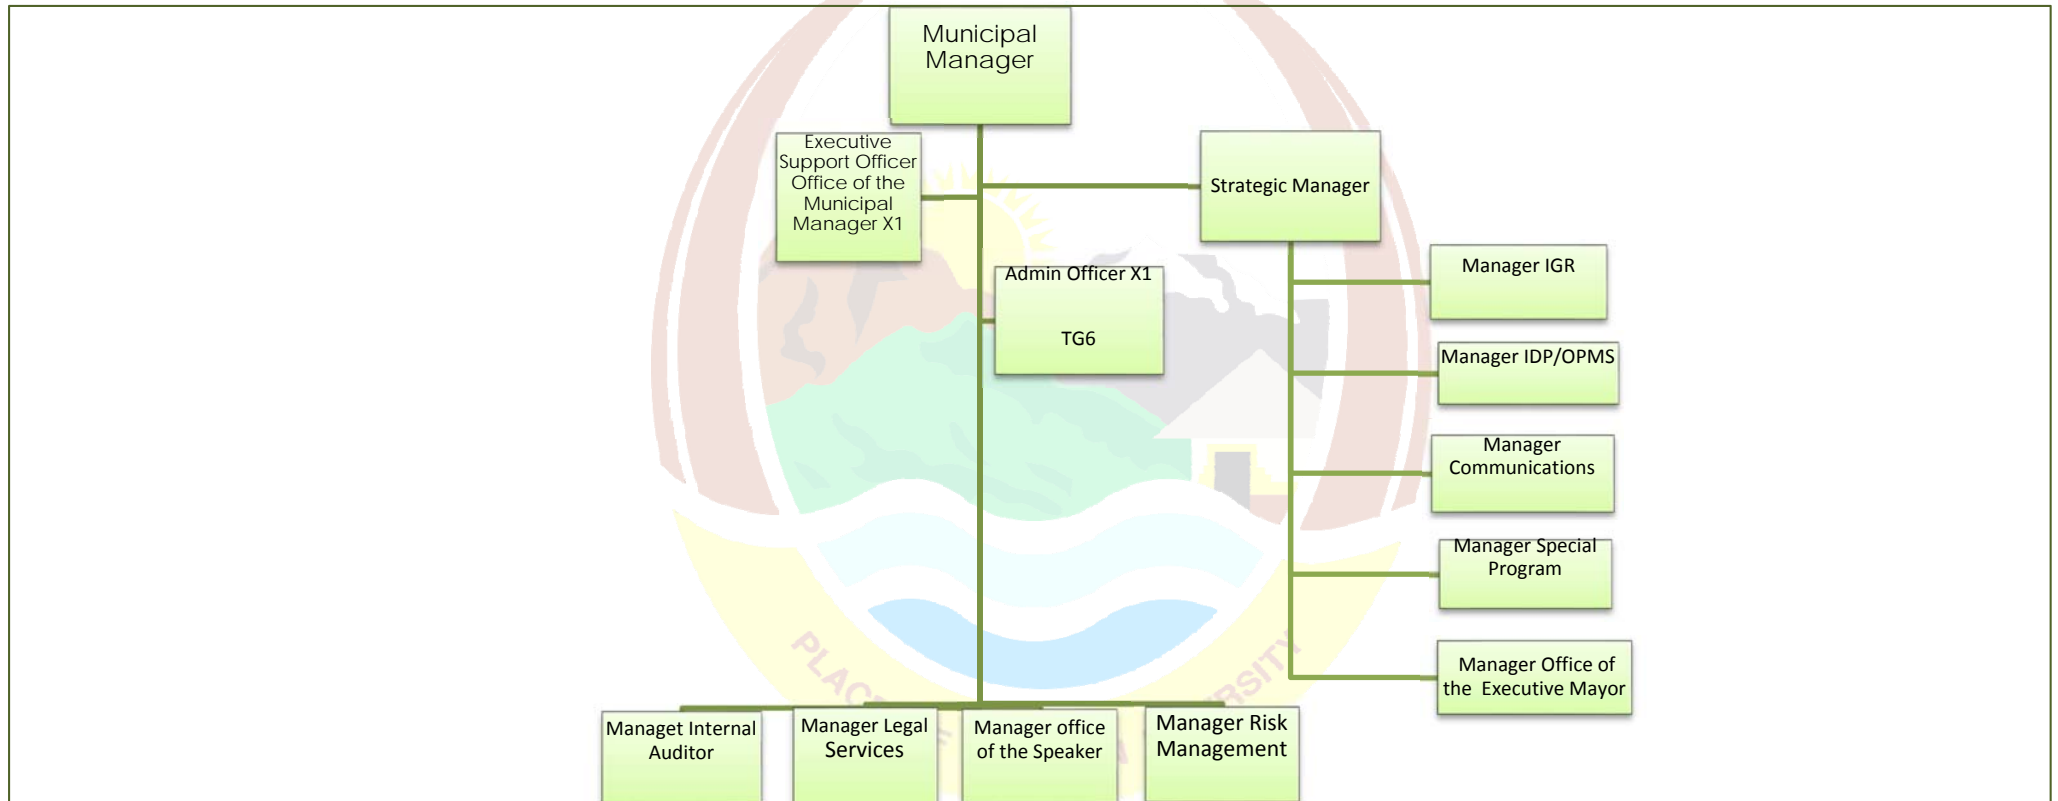 Municipal
Manager
Executive
Support Officer
Office of the
Municipal
Manager X1
Strategic Manager
Admin Officer X1
TG6
Manager IGR
Manager IDP/OPMS
Manager
Communications
Manager Special
Program
Manager Office of
the Executive Mayor
Managet Internal
Auditor
Manager Legal
Services
Manager office
of the Speaker
Manager Risk
Management